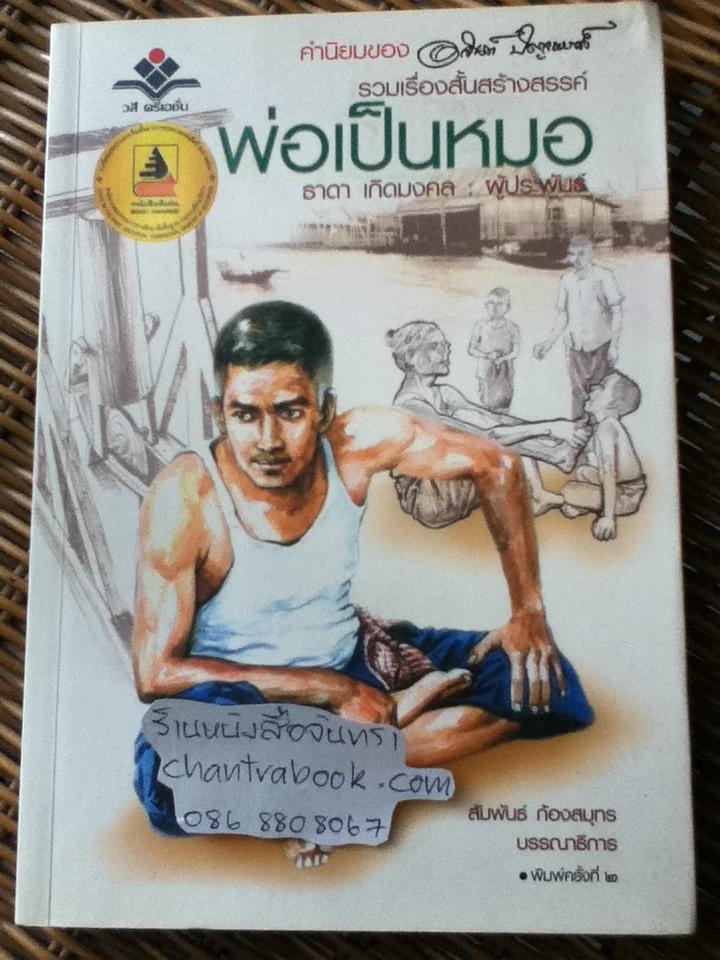 คำนิยมของ
รวมเรื่องสั้นสร้างสรรค์
วสี ครีเอชั่น
พ่อเป็นหมอ
ธาดา เกิดมงคล : ผู้ประพันธ์
ร้านหนังสือจันทรา
chantrabook.com
086 8808067
สัมพันธ์ ก้องสมุทร
บรรณาธิการ
• พิมพ์ครั้งที่ ๒